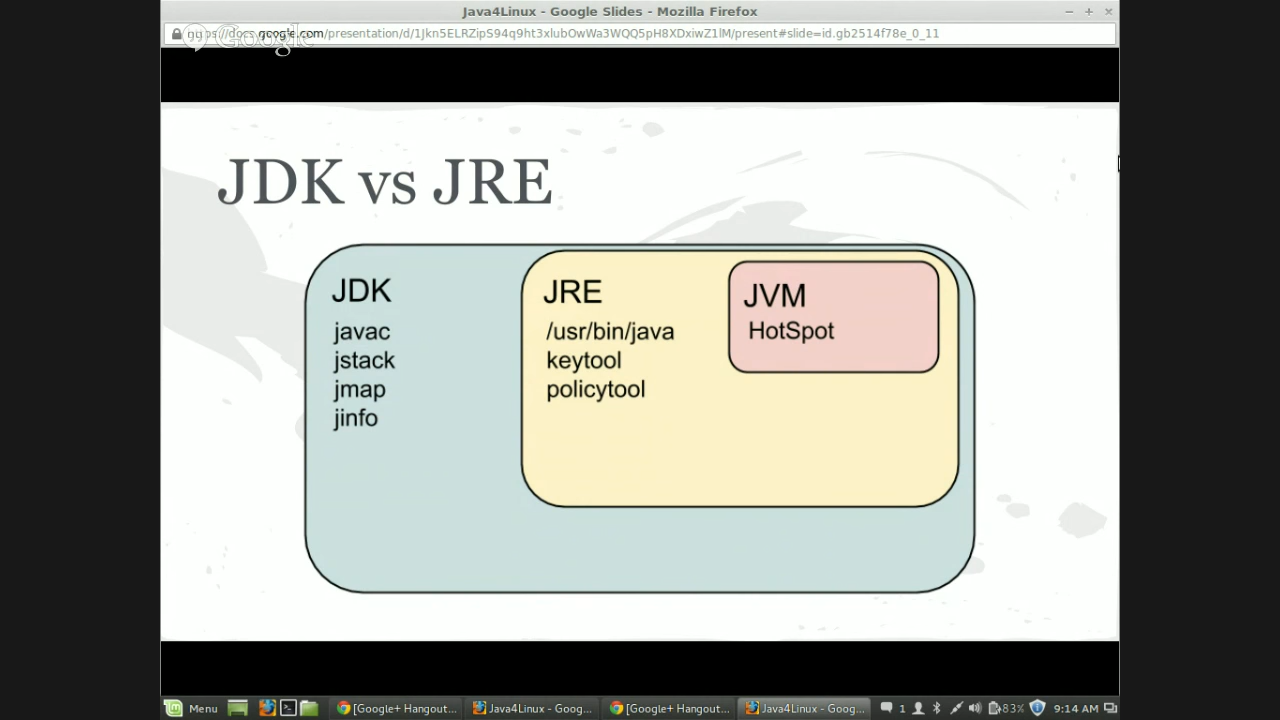 Java4Linux - Google Slides - Mozilla Firefox
Google
https://docs.google.com/presentation/d/1Jkn5ELRZipS94q9ht3xlubOwWa3WQQ5pH8XDxiwZ1lM/present#slide=id.gb2514f78e_0_11
JDK vs JRE
JDK
javac
jstack
jmap
jinfo
JRE
/usr/bin/java
keytool
policytool
JVM
HotSpot
Menu
[Google+ Hangout...
Java4Linux - Goog...
[Google+ Hangout...
Java4Linux - Goog...
1
83%
9:14 AM